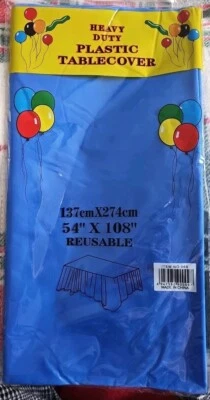 HEAVY
DUTY
PLASTIC
TABLECOVER
137cmX274cm
54" X 108"
REUSABLE
MADE IN CHINA